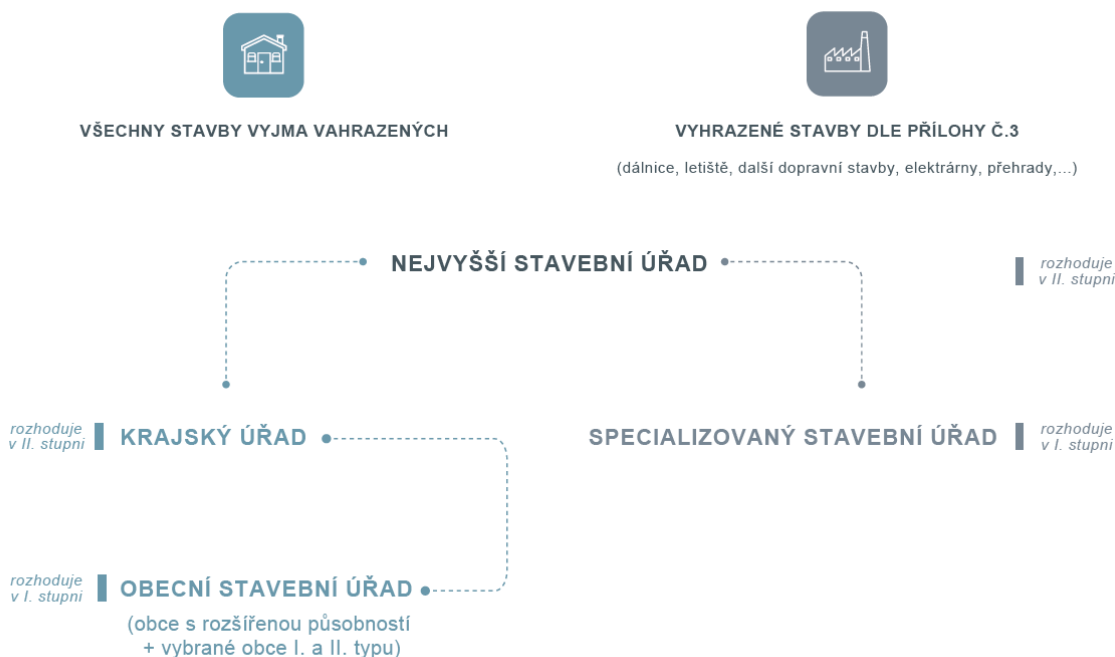 VŠECHNY STAVBY VYJMA VAHRAZENÝCH
VYHRAZENÉ STAVBY DLE PŘÍLOHY Č.3
(dálnice, letiště, další dopravní stavby, elektrárny, přehrady,...)
NEJVYŠŠÍ STAVEBNÍ ÚŘAD
rozhoduje
v II. stupni
rozhoduje
v II. stupni
KRAJSKÝ ÚŘAD
SPECIALIZOVANÝ STAVEBNÍ ÚŘAD
rozhoduje
v I. stupni
rozhoduje
v I. stupni
OBECNÍ STAVEBNÍ ÚŘAD
(obce s rozšířenou působností
+ vybrané obce I. a II. typu)